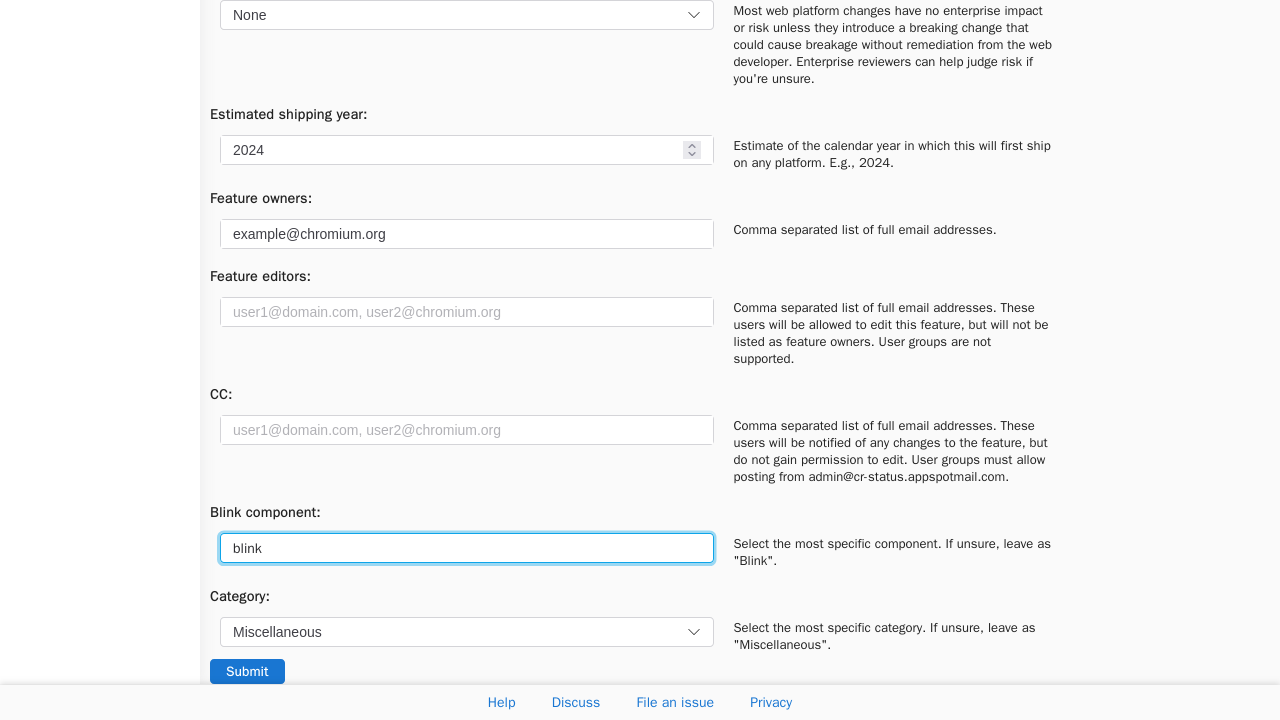 None
Most web platform changes have no enterprise impact
or risk unless they introduce a breaking change that
could cause breakage without remediation from the web
developer. Enterprise reviewers can help judge risk if
you're unsure.
Estimated shipping year:
2024
Estimate of the calendar year in which this will first ship
on any platform. E.g., 2024.
Feature owners:
example@chromium.org
Comma separated list of full email addresses.
Feature editors:
user1@domain.com, user2@chromium.org
Comma separated list of full email addresses. These
users will be allowed to edit this feature, but will not be
listed as feature owners. User groups are not
supported.
CC:
user1@domain.com, user2@chromium.org
Comma separated list of full email addresses. These
users will be notified of any changes to the feature, but
do not gain permission to edit. User groups must allow
posting from admin@cr-status.appspotmail.com.
Blink component:
blink
Select the most specific component. If unsure, leave as
"Blink".
Category:
Miscellaneous
Select the most specific category. If unsure, leave as
"Miscellaneous".
Submit
Help Discuss File an issue Privacy